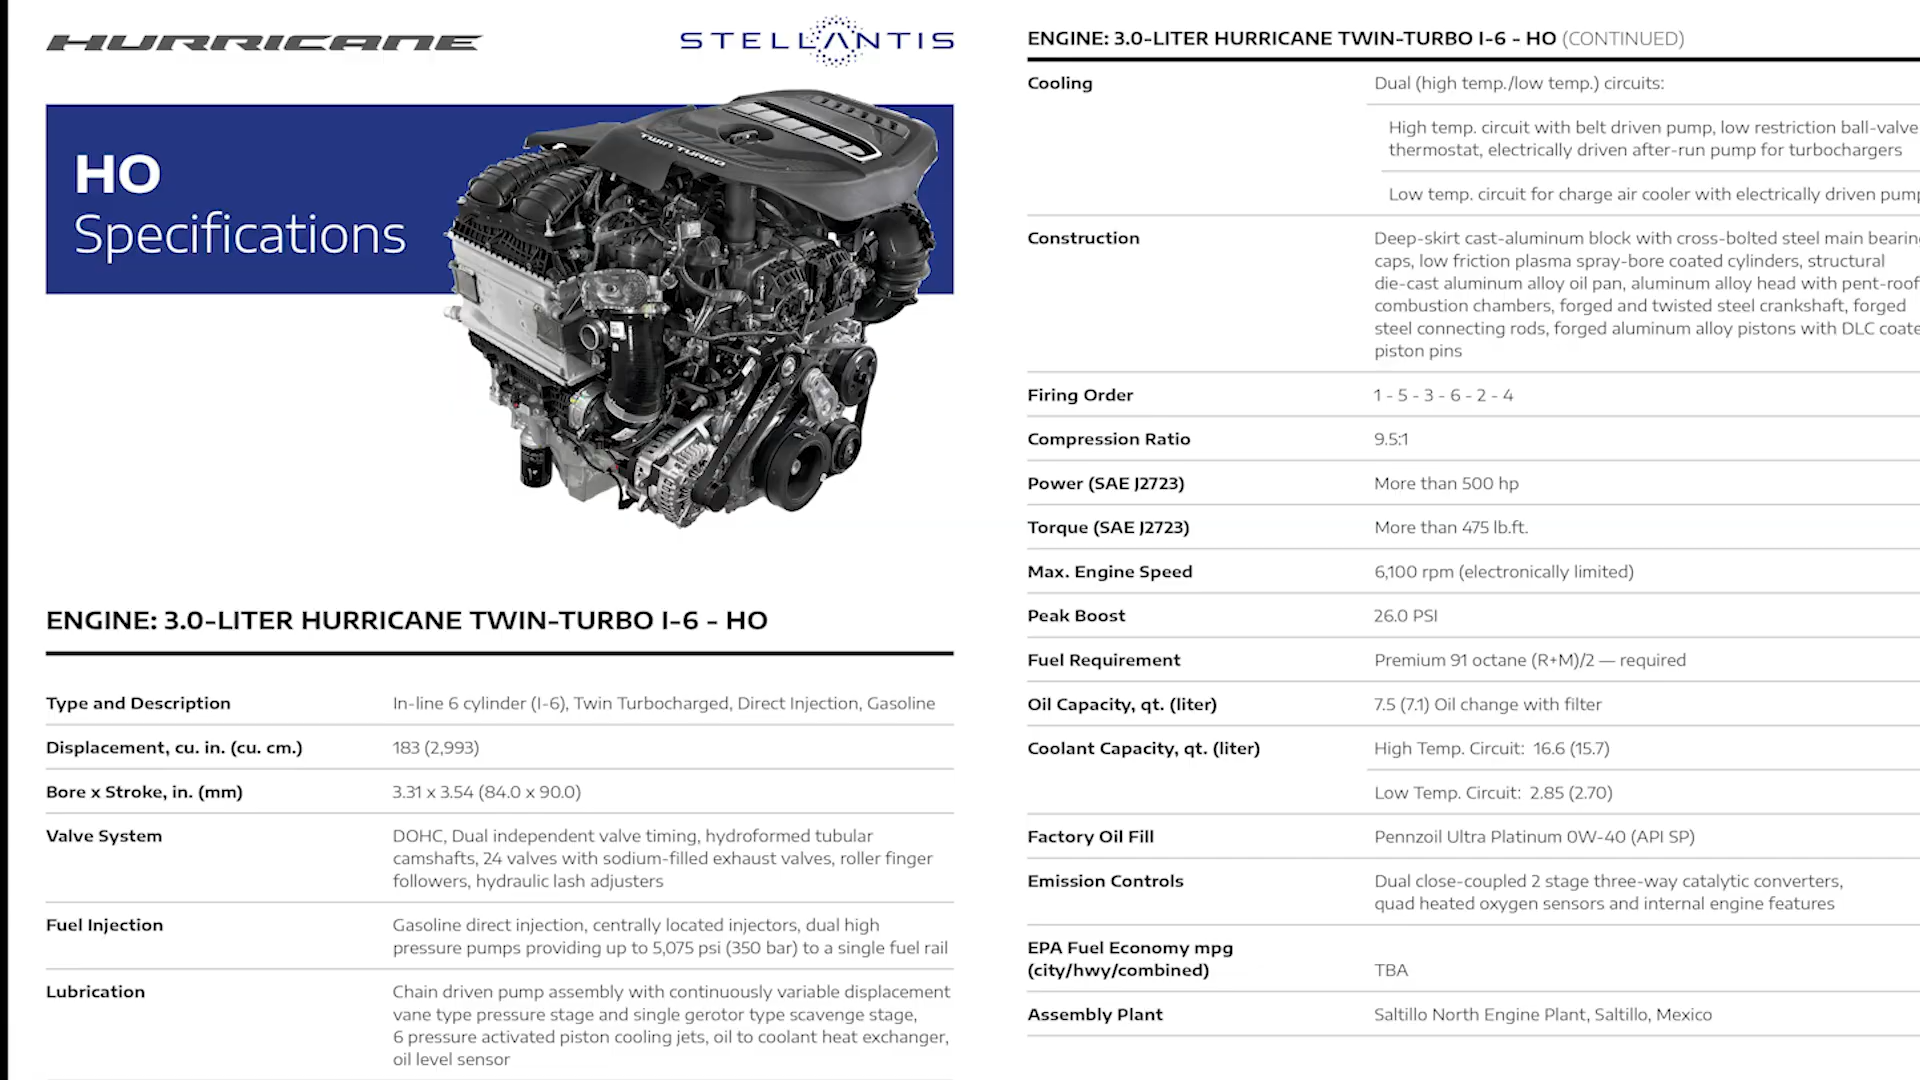 HURRICANE
STELLANTIS
HO
Specifications
TWIN TURBO
ENGINE: 3.0-LITER HURRICANE TWIN-TURBO I-6 - HO
Type and Description
In-line 6 cylinder (I-6), Twin Turbocharged, Direct Injection, Gasoline
Displacement, cu. in. (cu. cm.)
183 (2,993)
Bore x Stroke, in. (mm)
3.31 x 3.54 (84.0 x 90.0)
Valve System
DOHC, Dual independent valve timing, hydroformed tubular
camshafts, 24 valves with sodium-filled exhaust valves, roller finger
followers, hydraulic lash adjusters
Fuel Injection
Gasoline direct injection, centrally located injectors, dual high
pressure pumps providing up to 5,075 psi (350 bar) to a single fuel rail
Lubrication
Chain driven pump assembly with continuously variable displacement
vane type pressure stage and single gerotor type scavenge stage,
6 pressure activated piston cooling jets, oil to coolant heat exchanger,
oil level sensor
ENGINE: 3.0-LITER HURRICANE TWIN-TURBO I-6 - HO (CONTINUED)
Cooling
Dual (high temp./low temp.) circuits:
High temp. circuit with belt driven pump, low restriction ball-valve
thermostat, electrically driven after-run pump for turbochargers
Low temp. circuit for charge air cooler with electrically driven pump
Construction
Deep-skirt cast-aluminum block with cross-bolted steel main bearing
caps, low friction plasma spray-bore coated cylinders, structural
die-cast aluminum alloy oil pan, aluminum alloy head with pent-roof
combustion chambers, forged and twisted steel crankshaft, forged
steel connecting rods, forged aluminum alloy pistons with DLC coate
piston pins
Firing Order
1 - 5 - 3 - 6 - 2 - 4
Compression Ratio
9.5:1
Power (SAE J2723)
More than 500 hp
Torque (SAE J2723)
More than 475 lb.ft.
Max. Engine Speed
6,100 rpm (electronically limited)
Peak Boost
26.0 PSI
Fuel Requirement
Premium 91 octane (R+M)/2 — required
Oil Capacity, qt. (liter)
7.5 (7.1) Oil change with filter
Coolant Capacity, qt. (liter)
High Temp. Circuit: 16.6 (15.7)
Low Temp. Circuit: 2.85 (2.70)
Factory Oil Fill
Pennzoil Ultra Platinum 0W-40 (API SP)
Emission Controls
Dual close-coupled 2 stage three-way catalytic converters,
quad heated oxygen sensors and internal engine features
EPA Fuel Economy mpg
(city/hwy/combined)
TBA
Assembly Plant
Saltillo North Engine Plant, Saltillo, Mexico